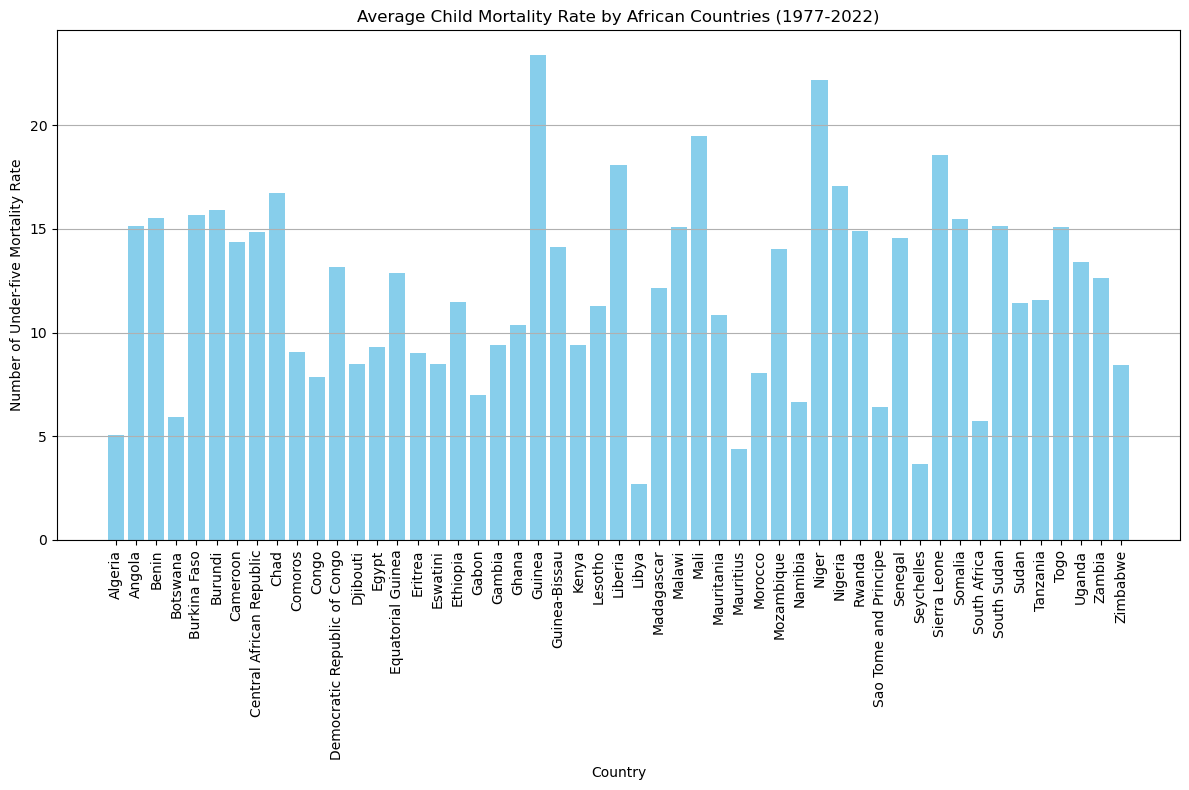 Average Child Mortality Rate by African Countries (1977-2022)
Number of Under-five Mortality Rate
20
15
10
5
0
Algeria
Angola
Benin
Botswana
Burkina Faso
Burundi
Cameroon
Central African Republic
Chad
Comoros
Congo
Democratic Republic of Congo
Djibouti
Egypt
Equatorial Guinea
Eritrea
Eswatini
Ethiopia
Gabon
Gambia
Ghana
Guinea
Guinea-Bissau
Kenya
Lesotho
Liberia
Libya
Madagascar
Malawi
Mali
Mauritania
Mauritius
Morocco
Mozambique
Namibia
Niger
Nigeria
Rwanda
Sao Tome and Principe
Senegal
Seychelles
Sierra Leone
Somalia
South Africa
South Sudan
Sudan
Tanzania
Togo
Uganda
Zambia
Zimbabwe
Country